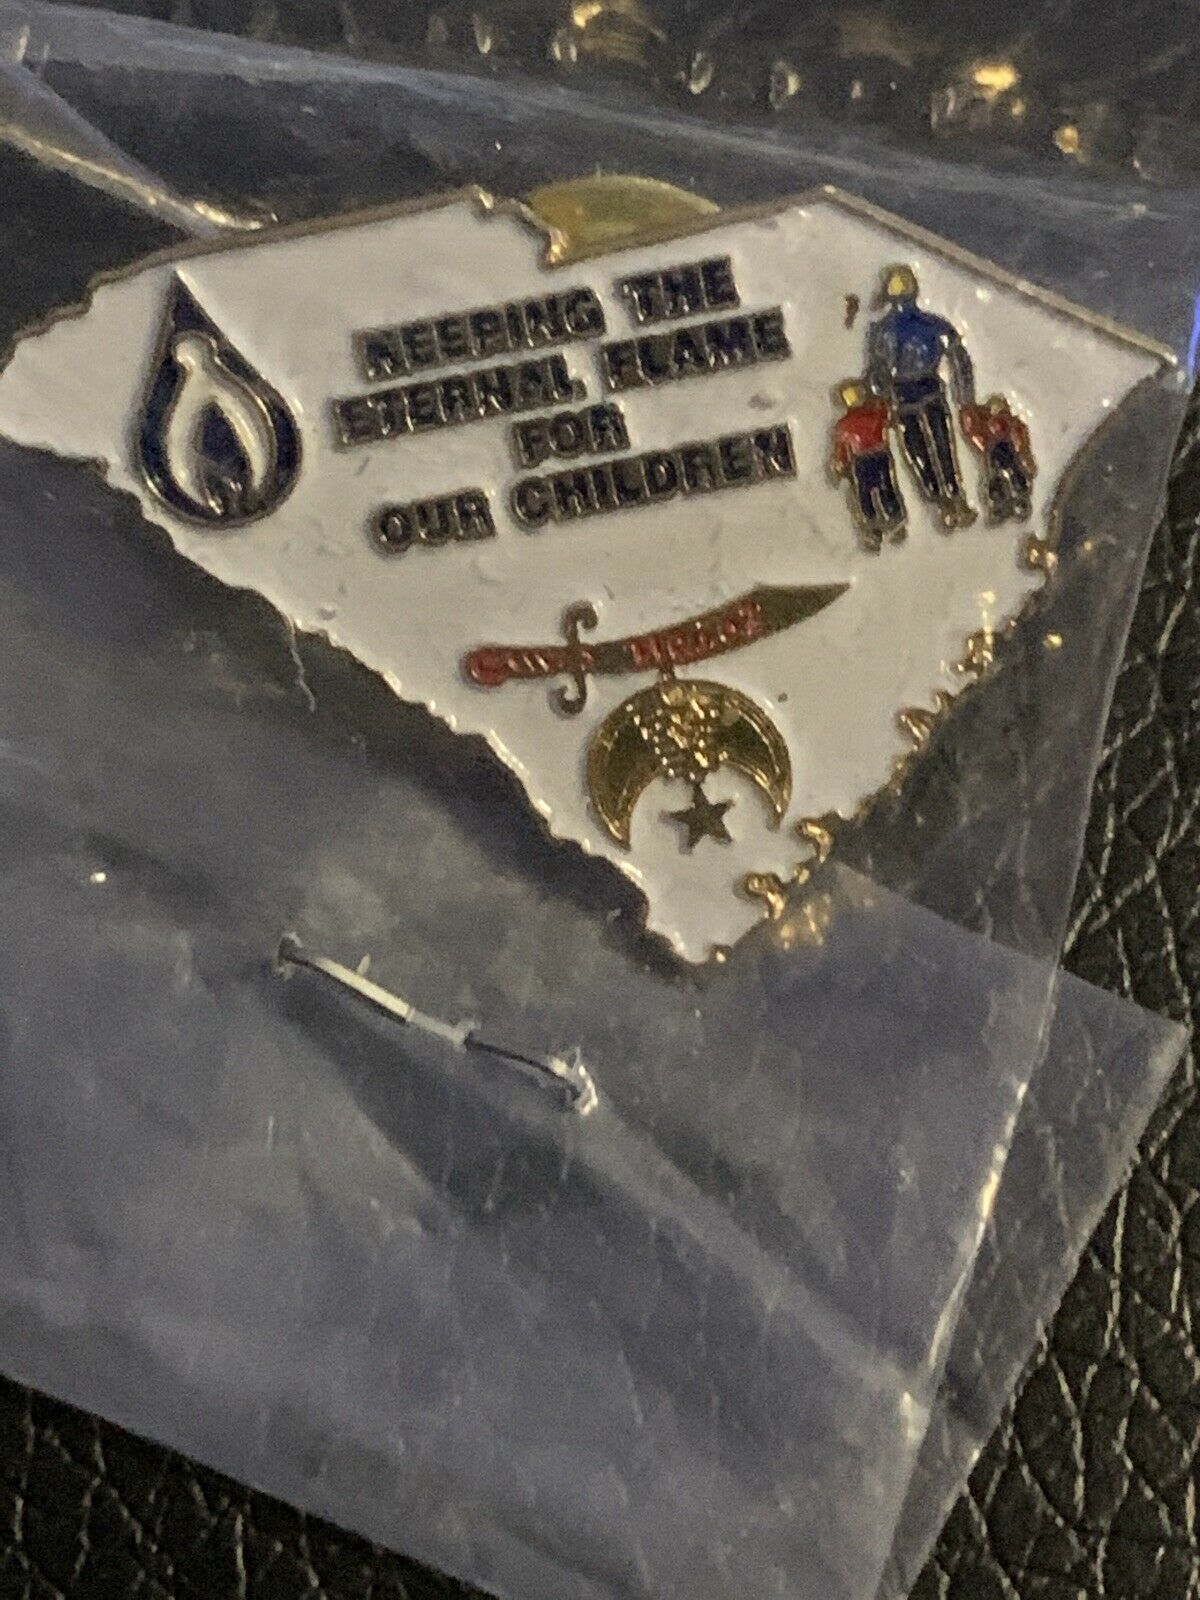 KEEPING THE
ETERNAL FLAME
FOR
OUR CHILDREN